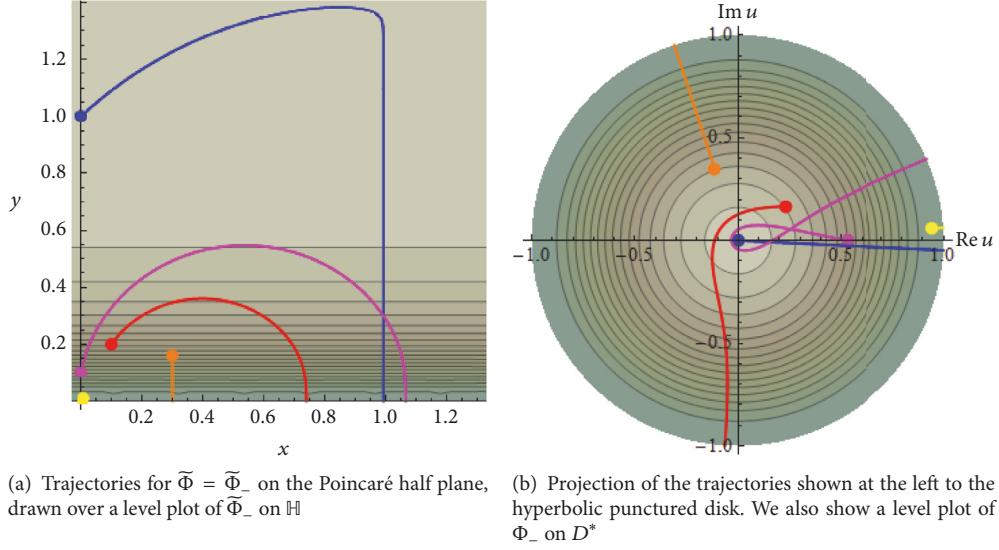 1.2
1.0
0.8
y
0.6
0.4
0.2
0.2 0.4 0.6 0.8 1.0 1.2
x
Im u
1.0
0.5
Re u
−1.0 −0.5 0.5 1.0
−0.5
−1.0
(a) Trajectories for Φ̃ = Φ̃₋ on the Poincaré half plane,
drawn over a level plot of Φ̃₋ on ℍ
(b) Projection of the trajectories shown at the left to the
hyperbolic punctured disk. We also show a level plot of
Φ₋ on D*